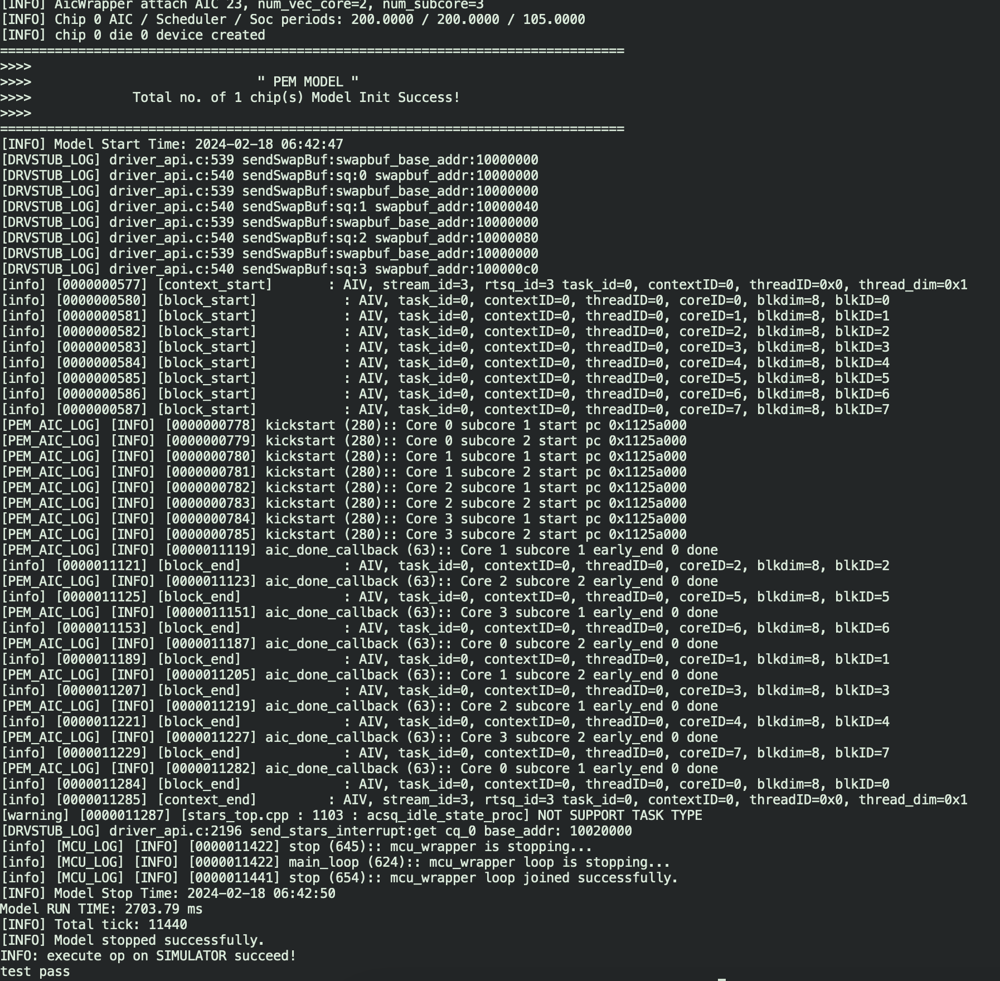 [INFO] AicWrapper attach AIC 23, num_vec_core=2, num_subcore=3
[INFO] Chip 0 AIC / Scheduler / Soc periods: 200.0000 / 200.0000 / 105.0000
[INFO] chip 0 die 0 device created
================================================================================
>>>>
>>>>                             " PEM MODEL "
>>>>             Total no. of 1 chip(s) Model Init Success!
>>>>
================================================================================
[INFO] Model Start Time: 2024-02-18 06:42:47
[DRVSTUB_LOG] driver_api.c:539 sendSwapBuf:swapbuf_base_addr:10000000
[DRVSTUB_LOG] driver_api.c:540 sendSwapBuf:sq:0 swapbuf_addr:10000000
[DRVSTUB_LOG] driver_api.c:539 sendSwapBuf:swapbuf_base_addr:10000000
[DRVSTUB_LOG] driver_api.c:540 sendSwapBuf:sq:1 swapbuf_addr:10000040
[DRVSTUB_LOG] driver_api.c:539 sendSwapBuf:swapbuf_base_addr:10000000
[DRVSTUB_LOG] driver_api.c:540 sendSwapBuf:sq:2 swapbuf_addr:10000080
[DRVSTUB_LOG] driver_api.c:539 sendSwapBuf:swapbuf_base_addr:10000000
[DRVSTUB_LOG] driver_api.c:540 sendSwapBuf:sq:3 swapbuf_addr:100000c0
[info] [0000000577] [context_start]       : AIV, stream_id=3, rtsq_id=3 task_id=0, contextID=0, threadID=0x0, thread_dim=0x1
[info] [0000000580] [block_start]           : AIV, task_id=0, contextID=0, threadID=0, coreID=0, blkdim=8, blkID=0
[info] [0000000581] [block_start]           : AIV, task_id=0, contextID=0, threadID=0, coreID=1, blkdim=8, blkID=1
[info] [0000000582] [block_start]           : AIV, task_id=0, contextID=0, threadID=0, coreID=2, blkdim=8, blkID=2
[info] [0000000583] [block_start]           : AIV, task_id=0, contextID=0, threadID=0, coreID=3, blkdim=8, blkID=3
[info] [0000000584] [block_start]           : AIV, task_id=0, contextID=0, threadID=0, coreID=4, blkdim=8, blkID=4
[info] [0000000585] [block_start]           : AIV, task_id=0, contextID=0, threadID=0, coreID=5, blkdim=8, blkID=5
[info] [0000000586] [block_start]           : AIV, task_id=0, contextID=0, threadID=0, coreID=6, blkdim=8, blkID=6
[info] [0000000587] [block_start]           : AIV, task_id=0, contextID=0, threadID=0, coreID=7, blkdim=8, blkID=7
[PEM_AIC_LOG] [INFO] [0000000778] kickstart (280):: Core 0 subcore 1 start pc 0x1125a000
[PEM_AIC_LOG] [INFO] [0000000779] kickstart (280):: Core 0 subcore 2 start pc 0x1125a000
[PEM_AIC_LOG] [INFO] [0000000780] kickstart (280):: Core 1 subcore 1 start pc 0x1125a000
[PEM_AIC_LOG] [INFO] [0000000781] kickstart (280):: Core 1 subcore 2 start pc 0x1125a000
[PEM_AIC_LOG] [INFO] [0000000782] kickstart (280):: Core 2 subcore 1 start pc 0x1125a000
[PEM_AIC_LOG] [INFO] [0000000783] kickstart (280):: Core 2 subcore 2 start pc 0x1125a000
[PEM_AIC_LOG] [INFO] [0000000784] kickstart (280):: Core 3 subcore 1 start pc 0x1125a000
[PEM_AIC_LOG] [INFO] [0000000785] kickstart (280):: Core 3 subcore 2 start pc 0x1125a000
[PEM_AIC_LOG] [INFO] [0000011119] aic_done_callback (63):: Core 1 subcore 1 early_end 0 done
[info] [0000011121] [block_end]             : AIV, task_id=0, contextID=0, threadID=0, coreID=2, blkdim=8, blkID=2
[PEM_AIC_LOG] [INFO] [0000011123] aic_done_callback (63):: Core 2 subcore 2 early_end 0 done
[info] [0000011125] [block_end]             : AIV, task_id=0, contextID=0, threadID=0, coreID=5, blkdim=8, blkID=5
[PEM_AIC_LOG] [INFO] [0000011151] aic_done_callback (63):: Core 3 subcore 1 early_end 0 done
[info] [0000011153] [block_end]             : AIV, task_id=0, contextID=0, threadID=0, coreID=6, blkdim=8, blkID=6
[PEM_AIC_LOG] [INFO] [0000011187] aic_done_callback (63):: Core 0 subcore 2 early_end 0 done
[info] [0000011189] [block_end]             : AIV, task_id=0, contextID=0, threadID=0, coreID=1, blkdim=8, blkID=1
[PEM_AIC_LOG] [INFO] [0000011205] aic_done_callback (63):: Core 1 subcore 2 early_end 0 done
[info] [0000011207] [block_end]             : AIV, task_id=0, contextID=0, threadID=0, coreID=3, blkdim=8, blkID=3
[PEM_AIC_LOG] [INFO] [0000011219] aic_done_callback (63):: Core 2 subcore 1 early_end 0 done
[info] [0000011221] [block_end]             : AIV, task_id=0, contextID=0, threadID=0, coreID=4, blkdim=8, blkID=4
[PEM_AIC_LOG] [INFO] [0000011227] aic_done_callback (63):: Core 3 subcore 2 early_end 0 done
[info] [0000011229] [block_end]             : AIV, task_id=0, contextID=0, threadID=0, coreID=7, blkdim=8, blkID=7
[PEM_AIC_LOG] [INFO] [0000011282] aic_done_callback (63):: Core 0 subcore 1 early_end 0 done
[info] [0000011284] [block_end]             : AIV, task_id=0, contextID=0, threadID=0, coreID=0, blkdim=8, blkID=0
[info] [0000011285] [context_end]         : AIV, stream_id=3, rtsq_id=3 task_id=0, contextID=0, threadID=0x0, thread_dim=0x1
[warning] [0000011287] [stars_top.cpp : 1103 : acsq_idle_state_proc] NOT SUPPORT TASK TYPE
[DRVSTUB_LOG] driver_api.c:2196 send_stars_interrupt:get cq_0 base_addr: 10020000
[info] [MCU_LOG] [INFO] [0000011422] stop (645):: mcu_wrapper is stopping...
[info] [MCU_LOG] [INFO] [0000011422] main_loop (624):: mcu_wrapper loop is stopping...
[info] [MCU_LOG] [INFO] [0000011441] stop (654):: mcu_wrapper loop joined successfully.
[INFO] Model Stop Time: 2024-02-18 06:42:50
Model RUN TIME: 2703.79 ms
[INFO] Total tick: 11440
[INFO] Model stopped successfully.
INFO: execute op on SIMULATOR succeed!
test pass